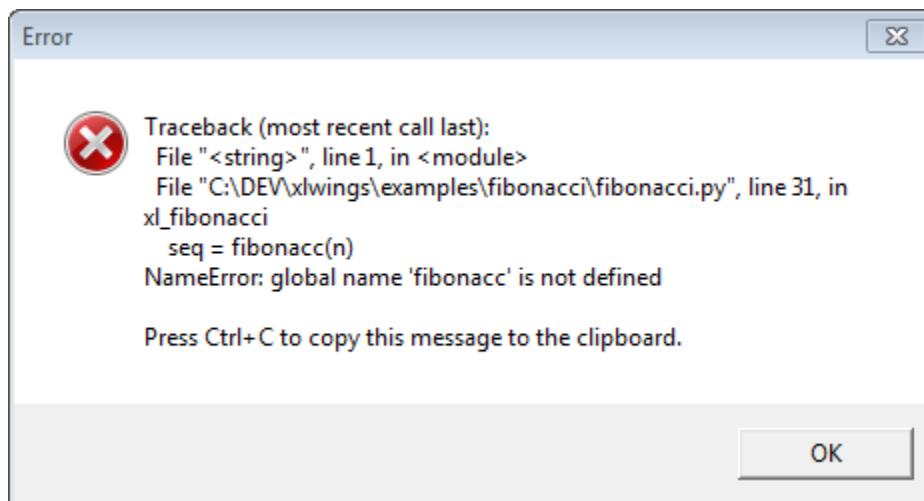 Error
Traceback (most recent call last):
File "<string>", line 1, in <module>
File "C:\DEV\xlwings\examples\fibonacci\fibonacci.py", line 31, in
xl_fibonacci
seq = fibonacc(n)
NameError: global name 'fibonacc' is not defined
Press Ctrl+C to copy this message to the clipboard.
OK